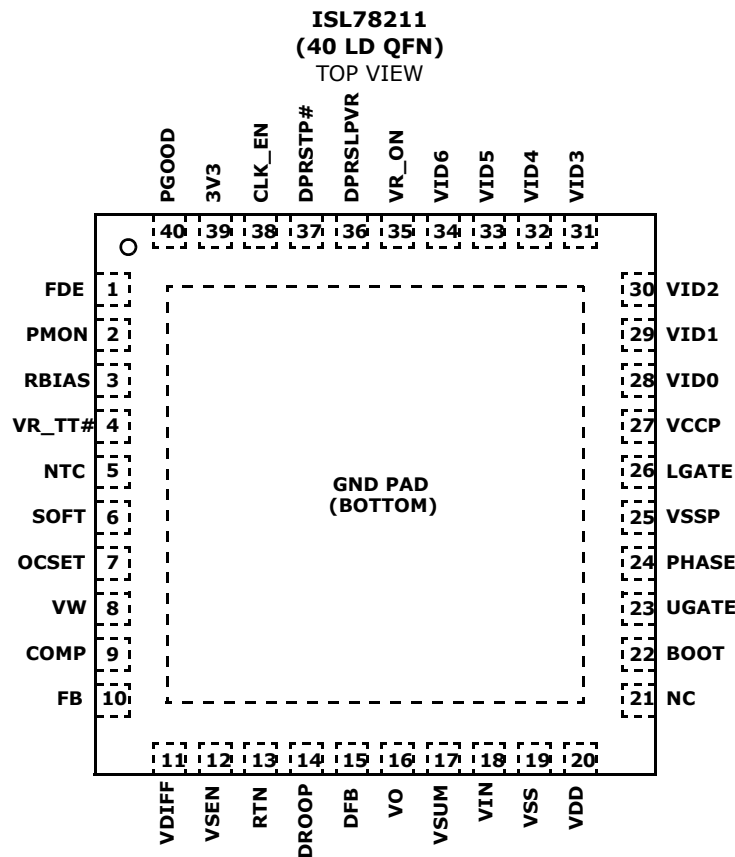 ISL78211
(40 LD QFN)
TOP VIEW
PGOOD
3V3
CLK_EN
DPRSTP#
DPRSLPVR
VR_ON
VID6
VID5
VID4
VID3
40 39 38 37 36 35 34 33 32 31
FDE 1
PMON 2
RBIAS 3
VR_TT# 4
NTC 5
SOFT 6
OCSET 7
VW 8
COMP 9
FB 10
GND PAD
(BOTTOM)
30 VID2
29 VID1
28 VID0
27 VCCP
26 LGATE
25 VSSP
24 PHASE
23 UGATE
22 BOOT
21 NC
11 12 13 14 15 16 17 18 19 20
VDIFF
VSEN
RTN
DROOP
DFB
VO
VSUM
VIN
VSS
VDD